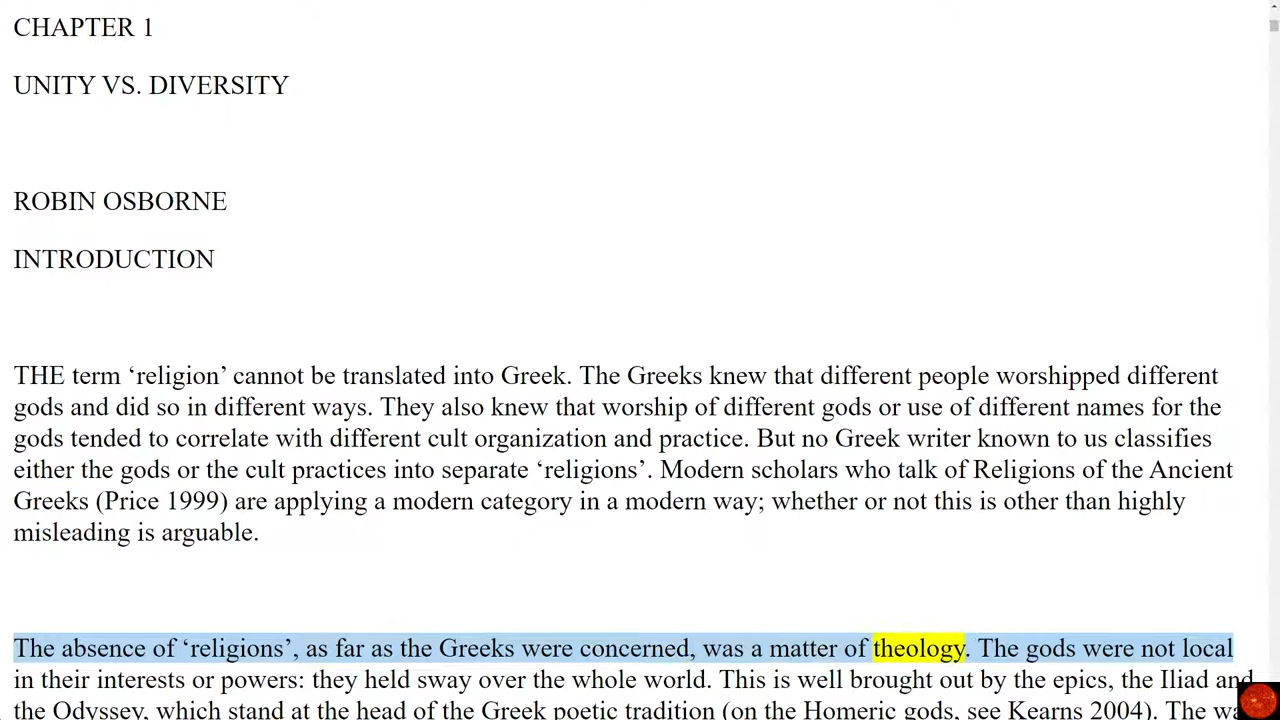 CHAPTER 1
UNITY VS. DIVERSITY
ROBIN OSBORNE
INTRODUCTION
THE term ‘religion’ cannot be translated into Greek. The Greeks knew that different people worshipped different
gods and did so in different ways. They also knew that worship of different gods or use of different names for the
gods tended to correlate with different cult organization and practice. But no Greek writer known to us classifies
either the gods or the cult practices into separate ‘religions’. Modern scholars who talk of Religions of the Ancient
Greeks (Price 1999) are applying a modern category in a modern way; whether or not this is other than highly
misleading is arguable.
The absence of ‘religions’, as far as the Greeks were concerned, was a matter of theology. The gods were not local
in their interests or powers: they held sway over the whole world. This is well brought out by the epics, the Iliad and
the Odyssey, which stand at the head of the Greek poetic tradition (on the Homeric gods, see Kearns 2004). The